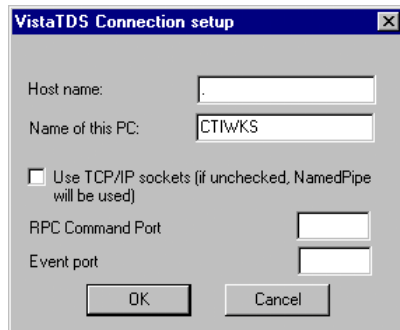 VistaTDS Connection setup
Host name:
.
Name of this PC:
CTIWKS
Use TCP/IP sockets (if unchecked, NamedPipe
will be used)
RPC Command Port
Event port
OK
Cancel